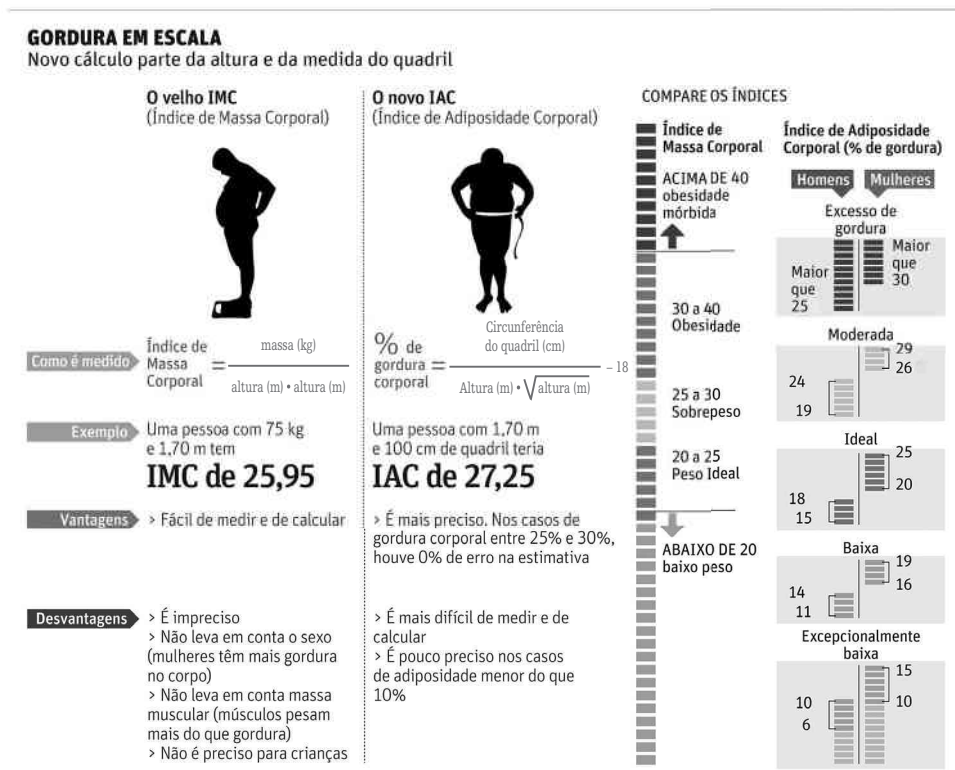 GORDURA EM ESCALA
Novo cálculo parte da altura e da medida do quadril
O velho IMC
(Índice de Massa Corporal)
O novo IAC
(Índice de Adiposidade Corporal)
Como é medido
Índice de
Massa
Corporal
=
massa (kg)
altura (m) • altura (m)
% de
gordura
corporal
=
Circunferência
do quadril (cm)
Altura (m) • √altura (m)
– 18
Exemplo
Uma pessoa com 75 kg
e 1,70 m tem
IMC de 25,95
Uma pessoa com 1,70 m
e 100 cm de quadril teria
IAC de 27,25
Vantagens
> Fácil de medir e de calcular
> É mais preciso. Nos casos de
gordura corporal entre 25% e 30%,
houve 0% de erro na estimativa
Desvantagens
> É impreciso
> Não leva em conta o sexo
(mulheres têm mais gordura
no corpo)
> Não leva em conta massa
muscular (músculos pesam
mais do que gordura)
> Não é preciso para crianças
> É mais difícil de medir e de
calcular
> É pouco preciso nos casos
de adiposidade menor do que
10%
COMPARE OS ÍNDICES
Índice de
Massa Corporal
ACIMA DE 40
obesidade
mórbida
30 a 40
Obesidade
25 a 30
Sobrepeso
20 a 25
Peso Ideal
ABAIXO DE 20
baixo peso
Índice de Adiposidade
Corporal (% de gordura)
Homens
Mulheres
Excesso de
gordura
Maior
que
25
Maior
que
30
Moderada
24
19
29
26
Ideal
18
15
25
20
Baixa
14
11
19
16
Excepcionalmente
baixa
10
6
15
10